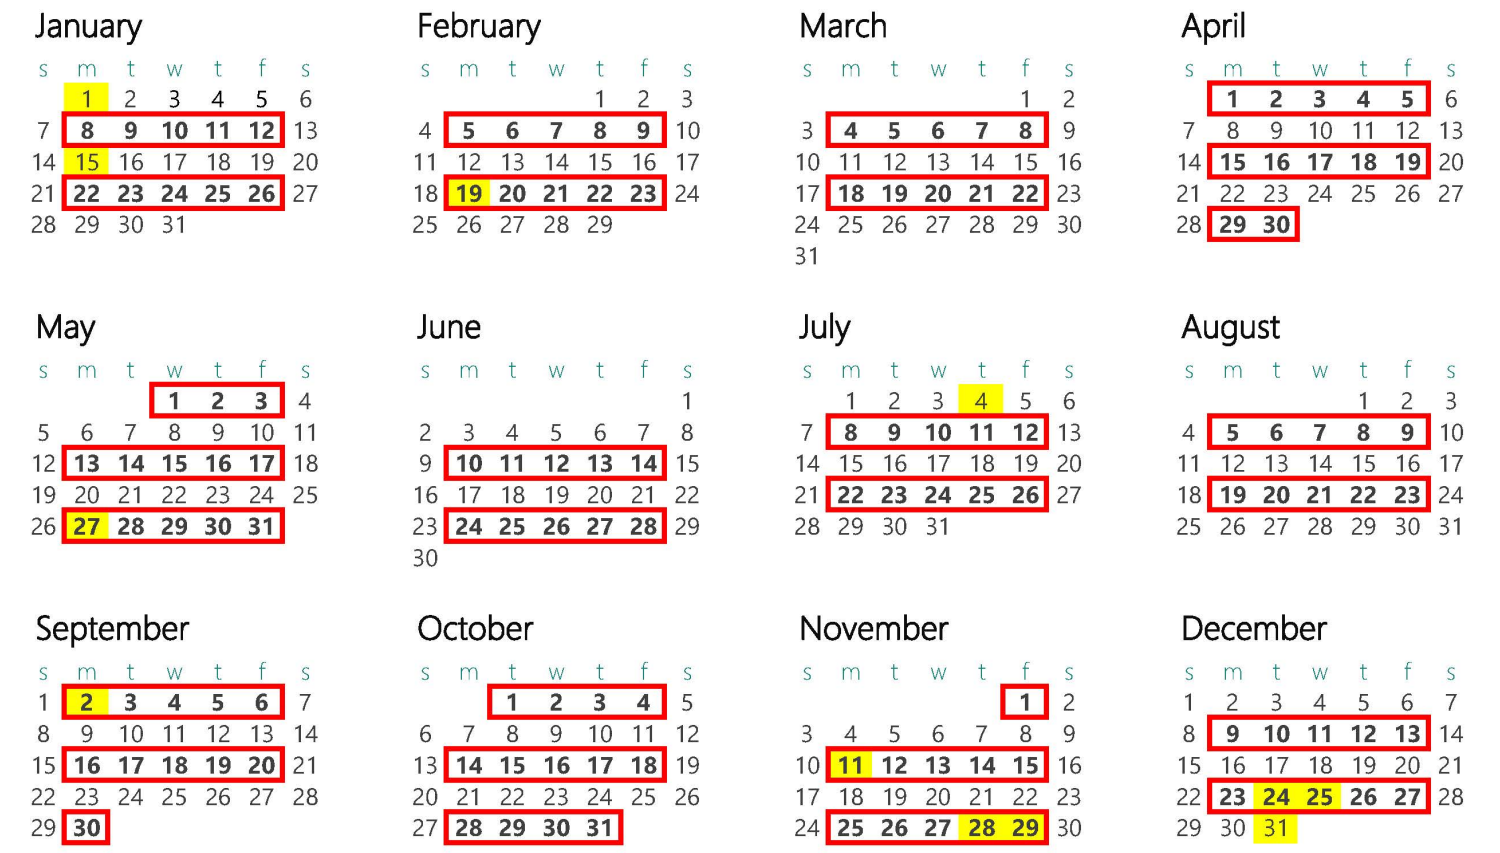 January February March April
s m t w t f s s m t w t f s s m t w t f s s m t w t f s
1 2 3 4 5 6 1 2 3 1 2 1 2 3 4 5 6
7 8 9 10 11 12 13 4 5 6 7 8 9 10 3 4 5 6 7 8 9 7 8 9 10 11 12 13
14 15 16 17 18 19 20 11 12 13 14 15 16 17 10 11 12 13 14 15 16 14 15 16 17 18 19 20
21 22 23 24 25 26 27 18 19 20 21 22 23 24 17 18 19 20 21 22 23 21 22 23 24 25 26 27
28 29 30 31 25 26 27 28 29 24 25 26 27 28 29 30 28 29 30
31
May June July August
s m t w t f s s m t w t f s s m t w t f s s m t w t f s
1 2 3 4 1 1 2 3 4 5 6 1 2 3
5 6 7 8 9 10 11 2 3 4 5 6 7 8 7 8 9 10 11 12 13 4 5 6 7 8 9 10
12 13 14 15 16 17 18 9 10 11 12 13 14 15 14 15 16 17 18 19 20 11 12 13 14 15 16 17
19 20 21 22 23 24 25 16 17 18 19 20 21 22 21 22 23 24 25 26 27 18 19 20 21 22 23 24
26 27 28 29 30 31 23 24 25 26 27 28 29 28 29 30 31 25 26 27 28 29 30 31
30
September October November December
s m t w t f s s m t w t f s s m t w t f s s m t w t f s
1 2 3 4 5 6 7 1 2 3 4 5 1 2 1 2 3 4 5 6 7
8 9 10 11 12 13 14 6 7 8 9 10 11 12 3 4 5 6 7 8 9 8 9 10 11 12 13 14
15 16 17 18 19 20 21 13 14 15 16 17 18 19 10 11 12 13 14 15 16 15 16 17 18 19 20 21
22 23 24 25 26 27 28 20 21 22 23 24 25 26 17 18 19 20 21 22 23 22 23 24 25 26 27 28
29 30 27 28 29 30 31 24 25 26 27 28 29 30 29 30 31